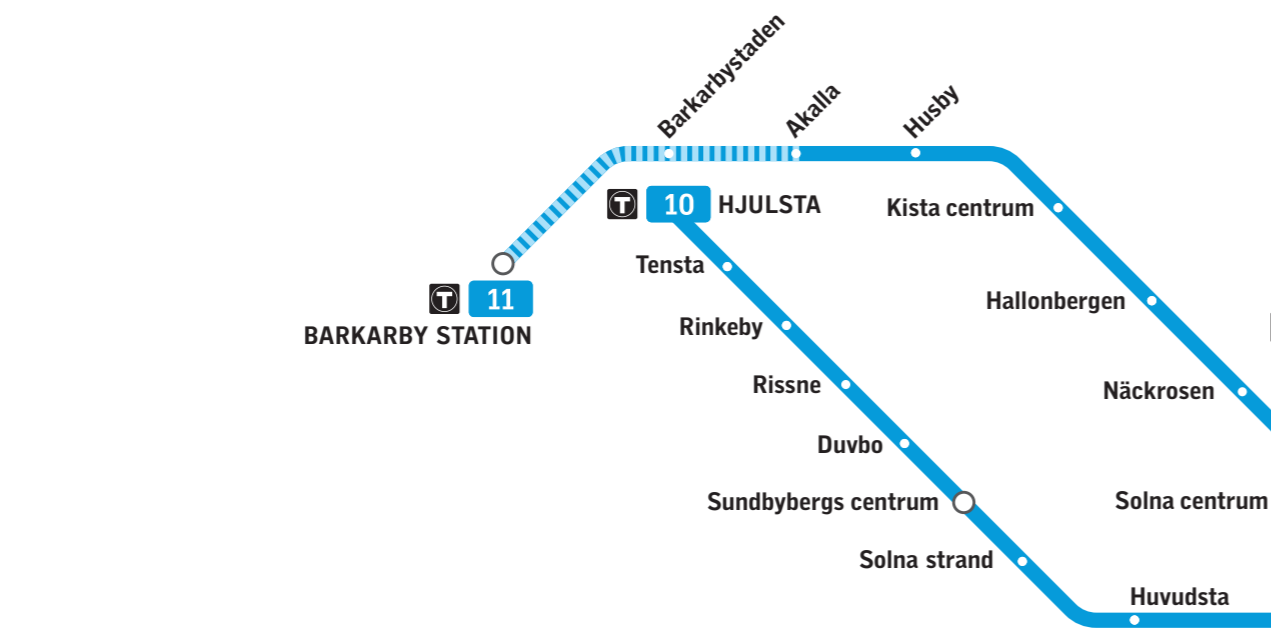 Barkarbystaden
Akalla
Husby
T 10 HJULSTA
Kista centrum
Tensta
T 11
BARKARBY STATION
Hallonbergen
Rinkeby
Rissne
Näckrosen
Duvbo
Sundbybergs centrum
Solna centrum
Solna strand
Huvudsta